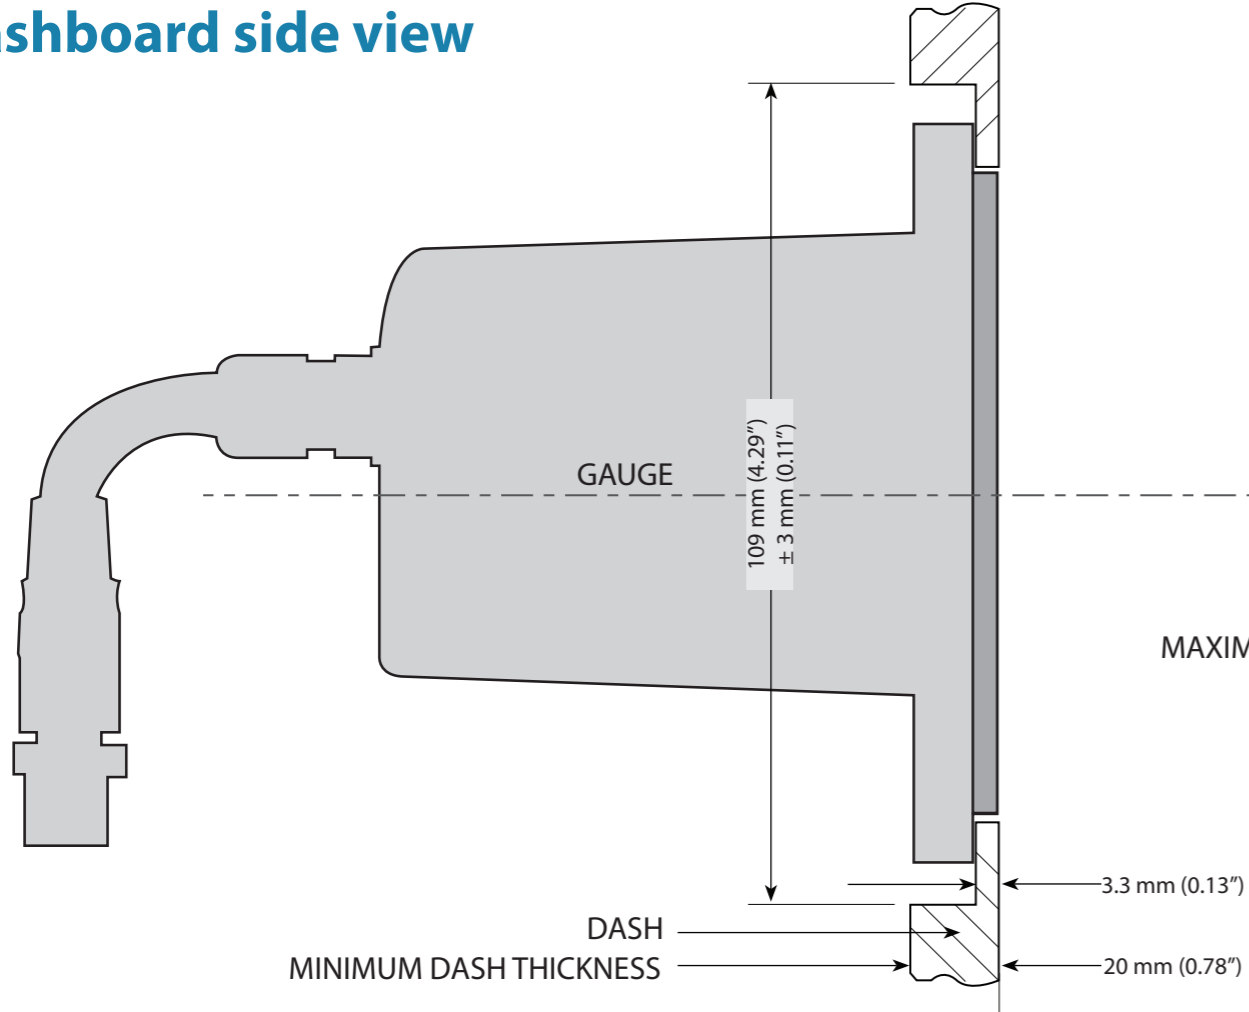 ashboard side view
GAUGE
109 mm (4.29″)
± 3 mm (0.11″)
MAXIM
3.3 mm (0.13″)
DASH
MINIMUM DASH THICKNESS
20 mm (0.78″)